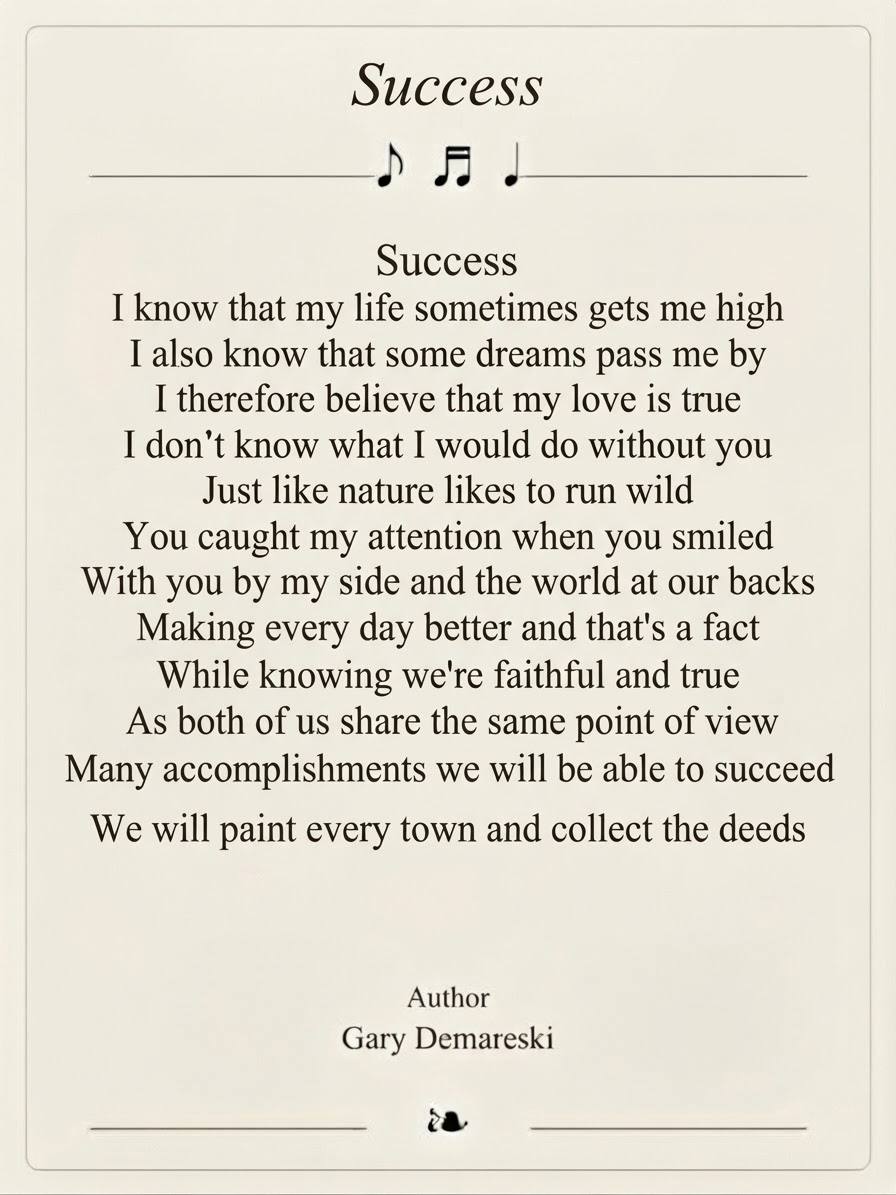 Success
Success
I know that my life sometimes gets me high
I also know that some dreams pass me by
I therefore believe that my love is true
I don't know what I would do without you
Just like nature likes to run wild
You caught my attention when you smiled
With you by my side and the world at our backs
Making every day better and that's a fact
While knowing we're faithful and true
As both of us share the same point of view
Many accomplishments we will be able to succeed
We will paint every town and collect the deeds
Author
Gary Demareski